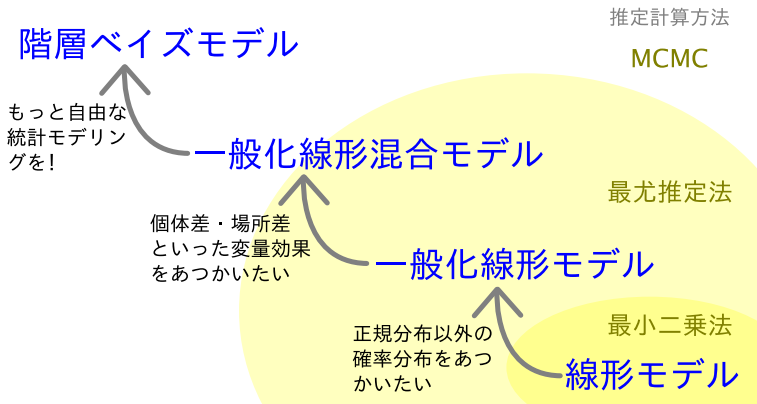 推定計算方法
階層ベイズモデル
MCMC
もっと自由な
統計モデリン
グを!
一般化線形混合モデル
最尤推定法
個体差・場所差
といった変量効果
をあつかいたい
一般化線形モデル
最小二乗法
正規分布以外の
確率分布をあつ
かいたい
線形モデル